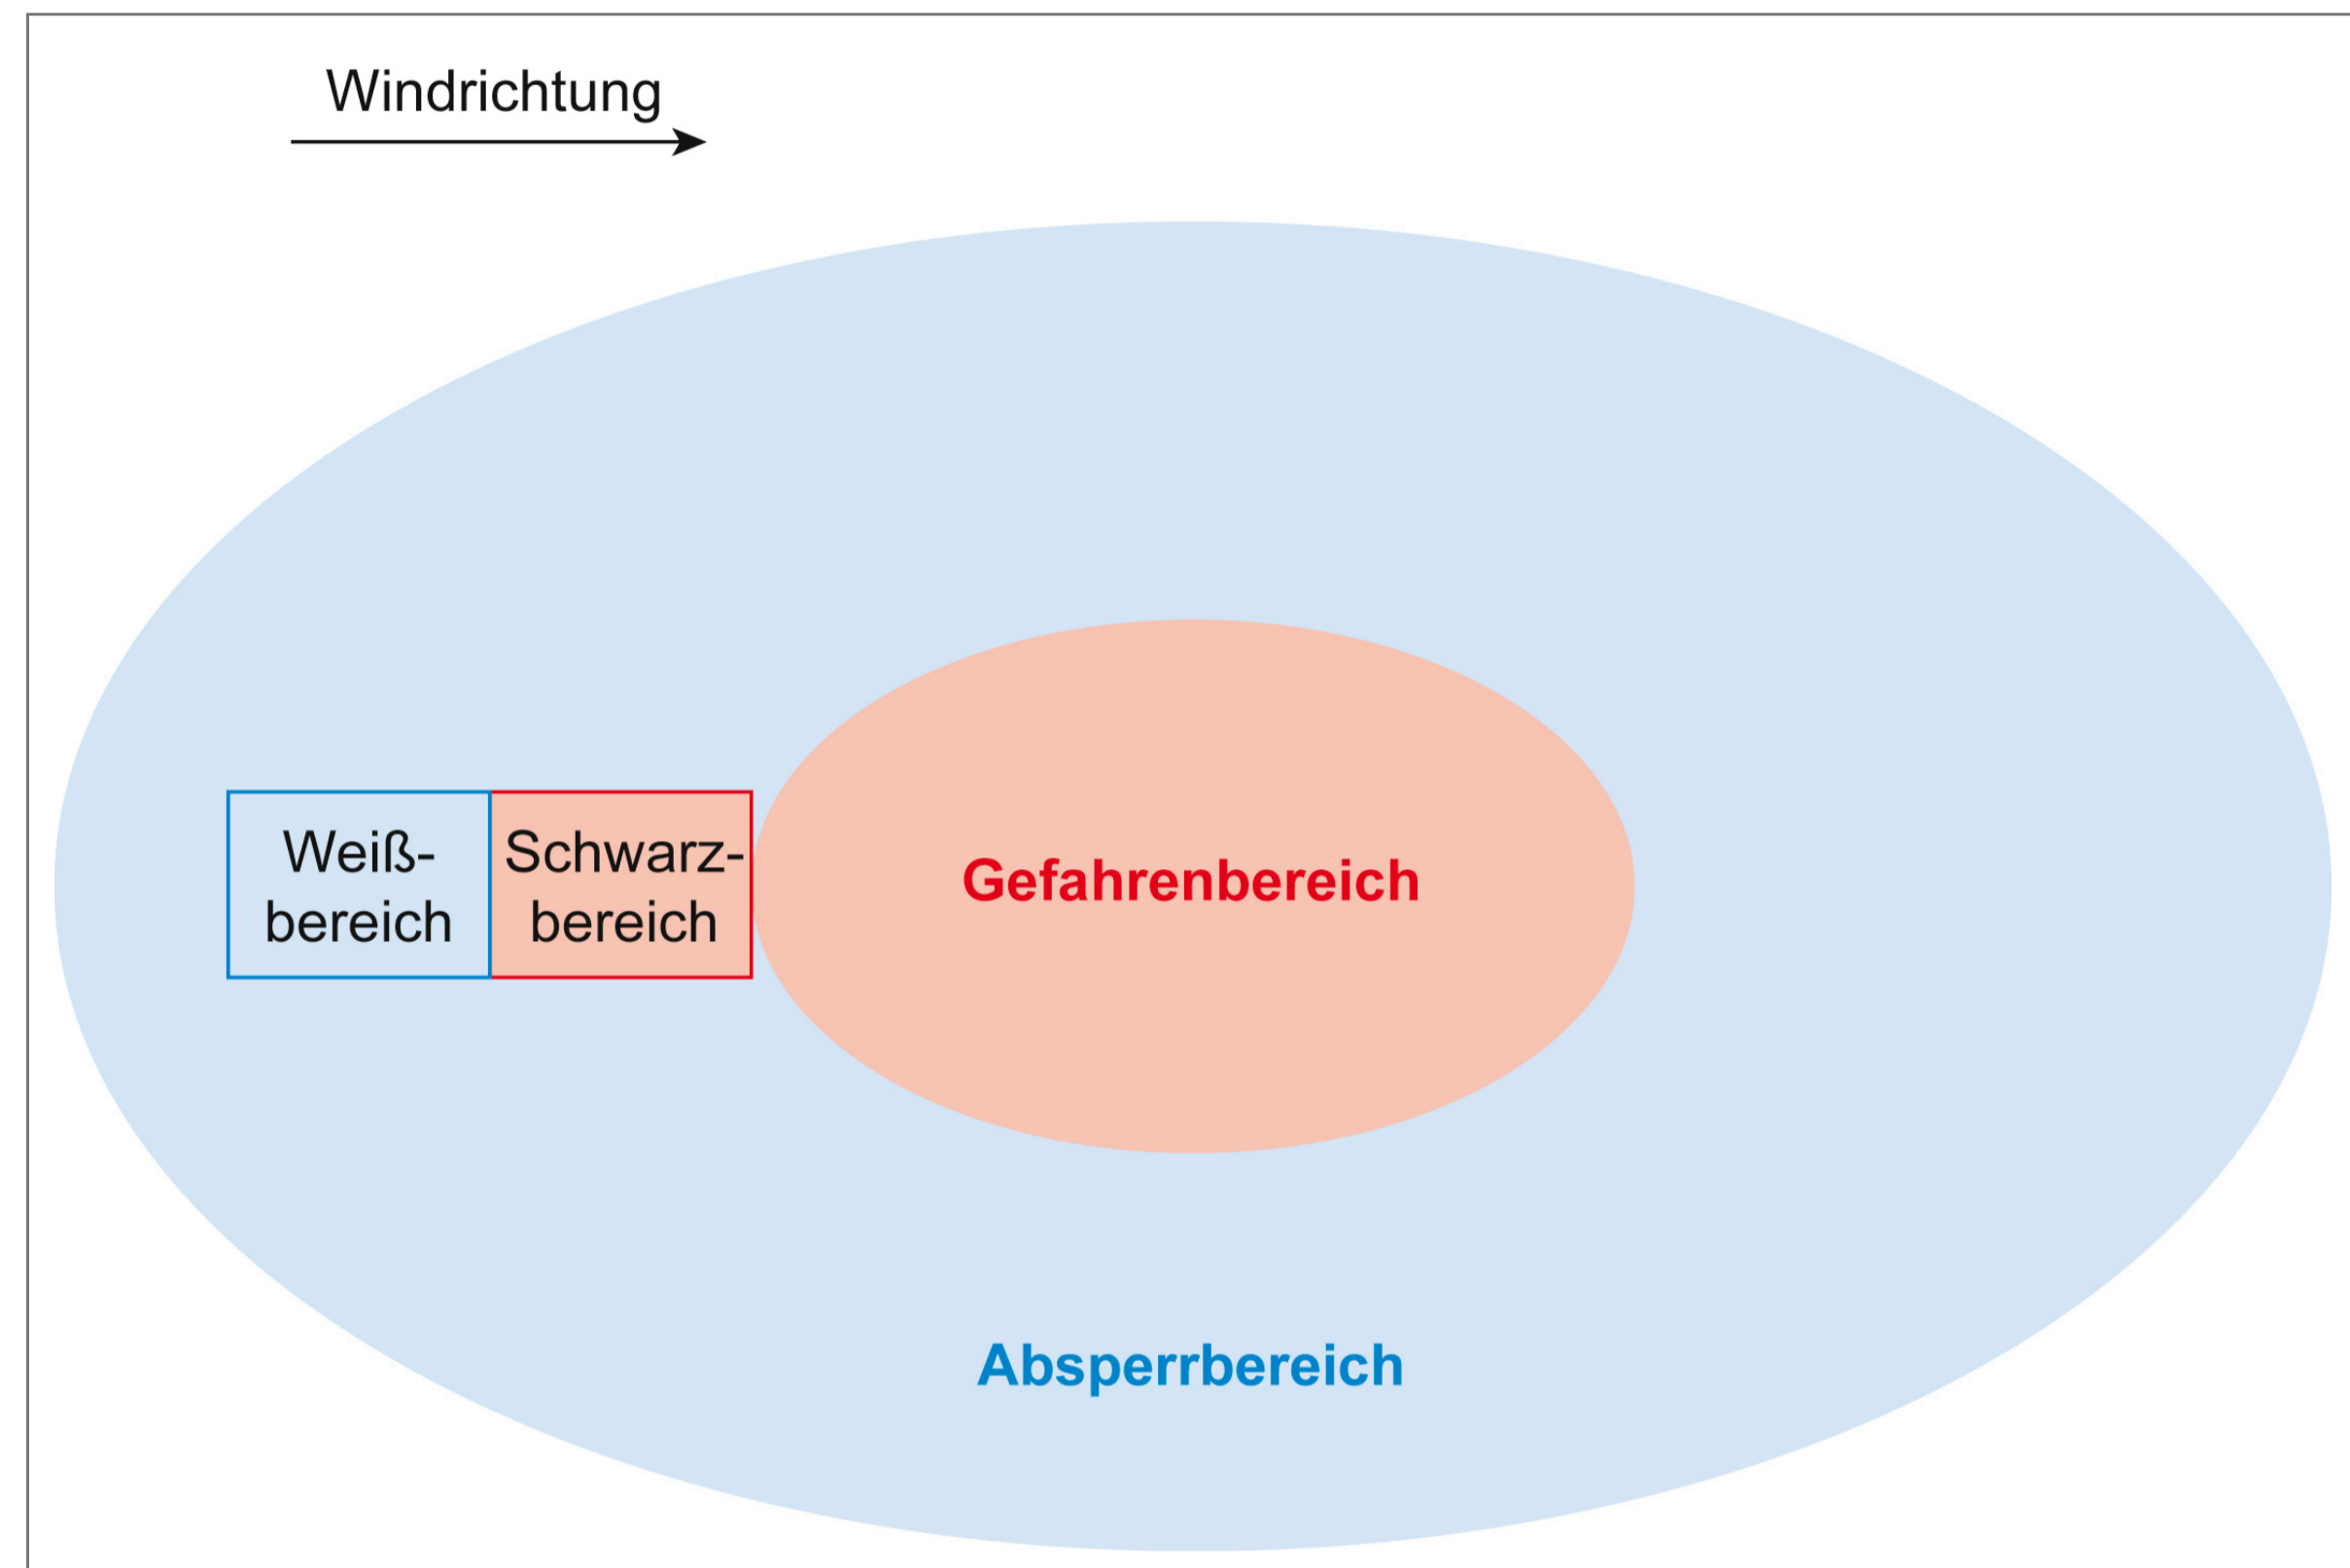 Windrichtung
Weiß-
bereich
Schwarz-
bereich
Gefahrenbereich
Absperrbereich